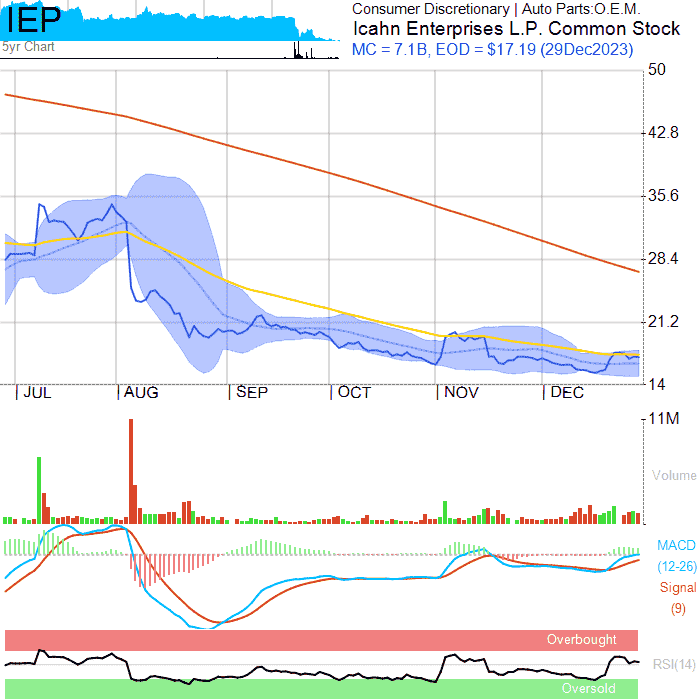 IEP
5yr Chart
Consumer Discretionary | Auto Parts:O.E.M.
Icahn Enterprises L.P. Common Stock
MC = 7.1B, EOD = $17.19 (29Dec2023)
50
42.8
35.6
28.4
21.2
14
JUL AUG SEP OCT NOV DEC
11M
Volume
MACD
(12-26)
Signal
(9)
Overbought
RSI(14)
Oversold